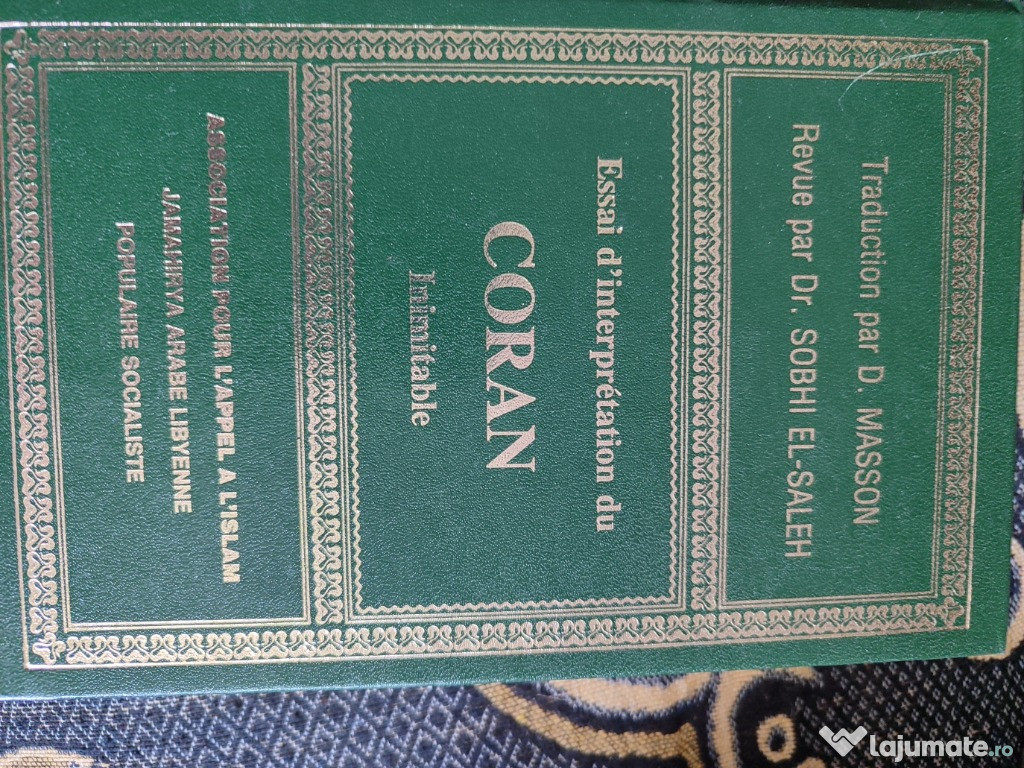 Traduction par D. MASSON
Revue par Dr. SOBHI EL-SALEH
Essai d'interprétation du
CORAN
Inimitable
ASSOCIATION POUR L'APPEL A L'ISLAM
JAMAHRYA ARABE LIBYENNE
POPULAIRE SOCIALISTE
lajumate.ro